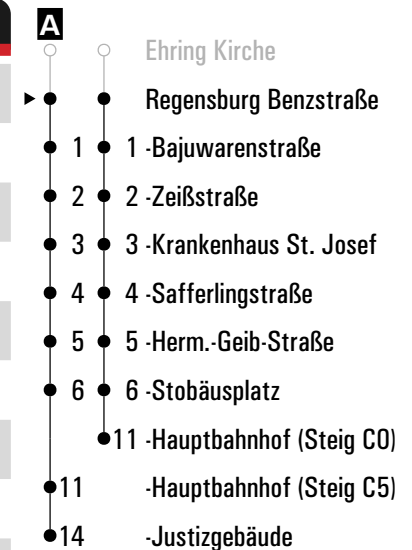 A
Ehring Kirche
Regensburg Benzstraße
1 1 -Bajuwarenstraße
2 2 -Zeißstraße
3 3 -Krankenhaus St. Josef
4 4 -Safferlingstraße
5 5 -Herm.-Geib-Straße
6 6 -Stobäusplatz
11 -Hauptbahnhof (Steig C0)
11 -Hauptbahnhof (Steig C5)
14 -Justizgebäude